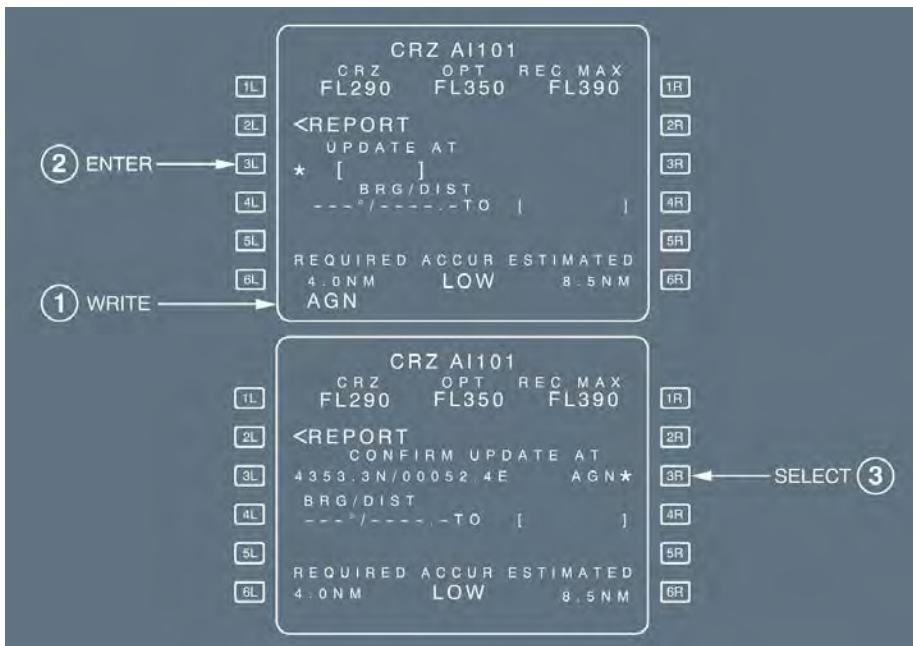 CRZ AI101
CRZ OPT REC MAX
1L FL290 FL350 FL390 1R
2L <REPORT 2R
UPDATE AT
② ENTER 3L * [ ] 3R
BRG/DIST
4L ---°/----.-TO [ ] 4R
5L 5R
REQUIRED ACCUR ESTIMATED
6L 4.0NM LOW 8.5NM 6R
① WRITE AGN
CRZ AI101
CRZ OPT REC MAX
1L FL290 FL350 FL390 1R
2L <REPORT 2R
CONFIRM UPDATE AT
3L 4353.3N/00052.4E AGN* 3R SELECT ③
BRG/DIST
4L ---°/----.-TO [ ] 4R
5L 5R
REQUIRED ACCUR ESTIMATED
6L 4.0NM LOW 8.5NM 6R